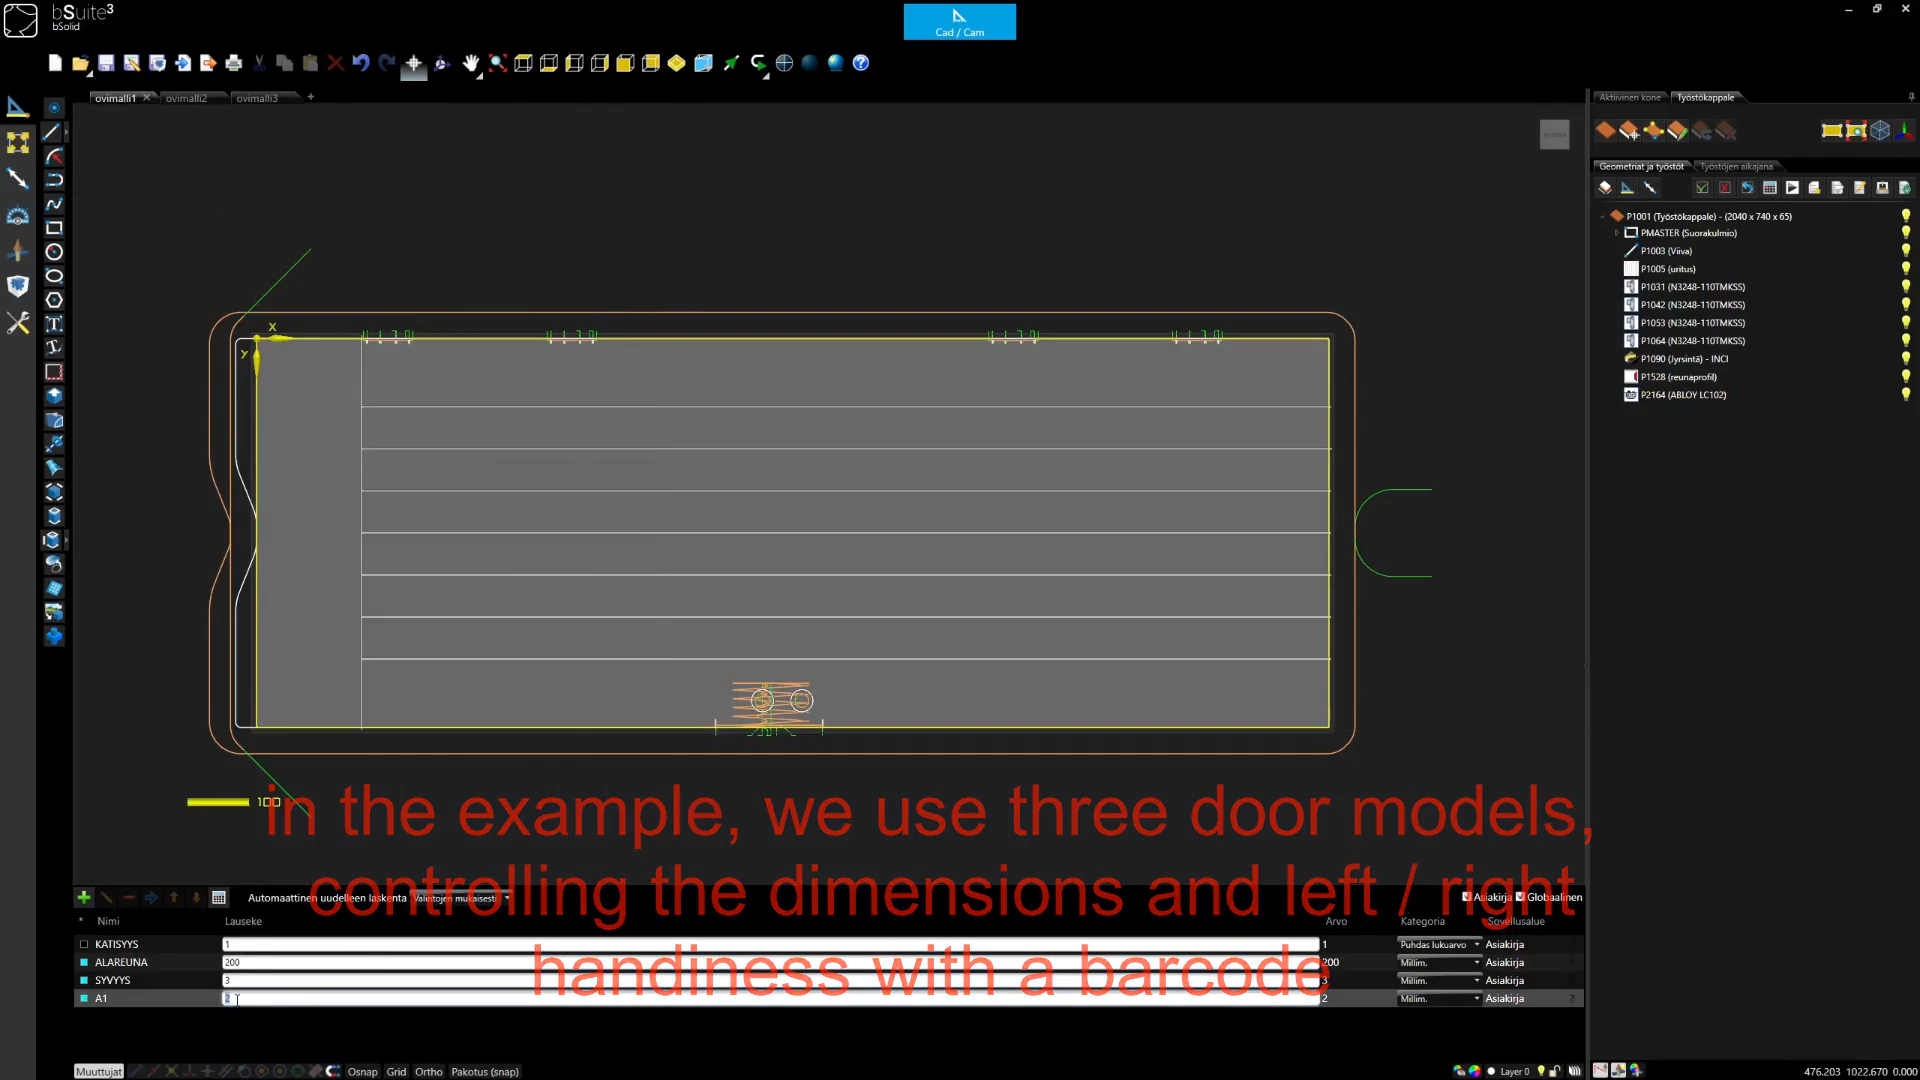 bSuite³
bSolid
Cad / Cam
ovimalli1
ovimalli2
ovimalli3
Aktiivinen kone
Työstökappale
Geometriat ja työstöt
Työstöjen aikajana
P1001 (Työstökappale) - (2040 x 740 x 65)
PMASTER (Suorakulmio)
P1003 (Viiva)
P1005 (uritus)
P1031 (N3248-110TMKSS)
P1042 (N3248-110TMKSS)
P1053 (N3248-110TMKSS)
P1064 (N3248-110TMKSS)
P1090 (Jyrsintä) - INCI
P1528 (reunaprofil)
P2164 (ABLOY LC102)
X
Y
100
in the example, we use three door models,
controlling the dimensions and left / right
handiness with a barcode
Automaattinen uudelleen laskenta
Valintojen mukaisesti
Asiakirja
Globaalinen
* Nimi Lauseke Arvo Kategoria Sovellusalue
KATISYYS 1 1 Puhdas lukuarvo Asiakirja
ALAREUNA 200 200 Millim. Asiakirja
SYVYYS 3 3 Millim. Asiakirja
A1 2 2 Millim. Asiakirja
Muuttujat
Osnap Grid Ortho Pakotus (snap)
Layer 0
476.203 1022.670 0.000